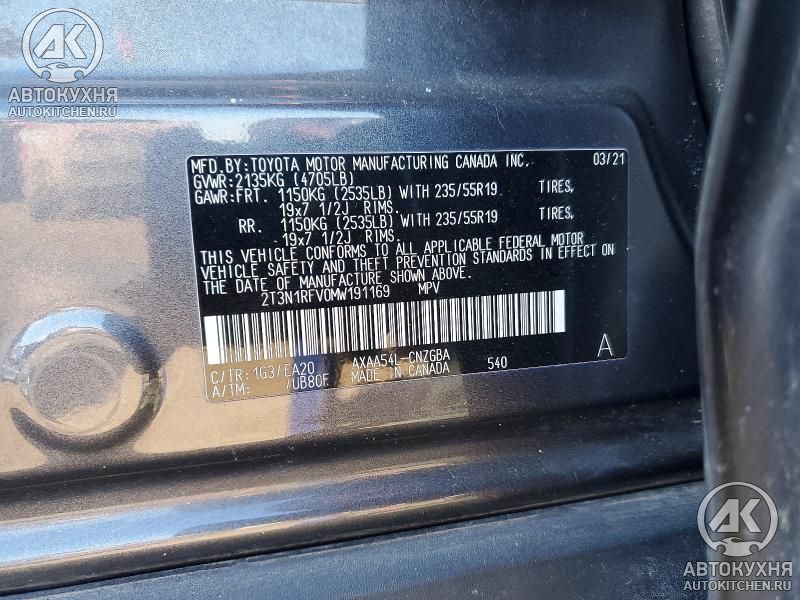 AK
АВТОКУХНЯ
AUTOKITCHEN.RU
MFD.BY:TOYOTA MOTOR MANUFACTURING CANADA INC. 03/21
GVWR:2135KG (4705LB)
GAWR:FRT. 1150KG (2535LB) WITH 235/55R19 TIRES,
19x7 1/2J RIMS.
RR. 1150KG (2535LB) WITH 235/55R19 TIRES,
19x7 1/2J RIMS.
THIS VEHICLE CONFORMS TO ALL APPLICABLE FEDERAL MOTOR
VEHICLE SAFETY AND THEFT PREVENTION STANDARDS IN EFFECT ON
THE DATE OF MANUFACTURE SHOWN ABOVE.
2T3N1RFV0MW191169 MPV
C/TR:1G3/EA20 AXAA54L-CNZGBA 540 A
A/TM: /UB80F MADE IN CANADA
AK
АВТОКУХНЯ
AUTOKITCHEN.RU